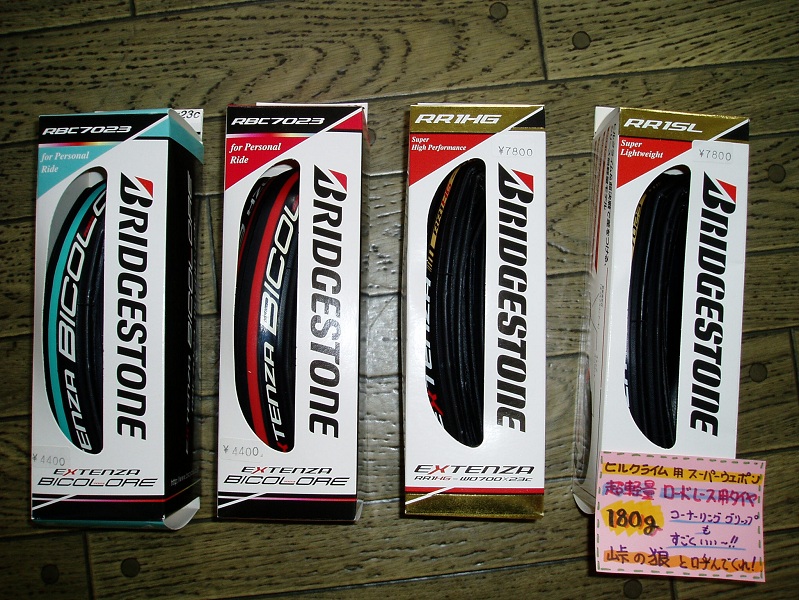 RBC7023
for Personal
Ride
BRIDGESTONE
ENZA BICOLO
¥4400
EXTENZA
BICOLORE
23c
RBC7023
for Personal
Ride
BRIDGESTONE
TENZA BICOLO
¥4400
EXTENZA
BICOLORE
RR1HG
Super
High Performance
¥7800
BRIDGESTONE
EXTENZA
RR1HG-WO700×23c
RR1SL
Super
Lightweight
¥7800
BRIDGESTONE
ヒルクライム用スーパーウェポン
超軽量 ロードレース用タイヤ
180g
コーナーリンググリップ
も
すごくいい〜!!
峠の狼 と呼んでくれ!